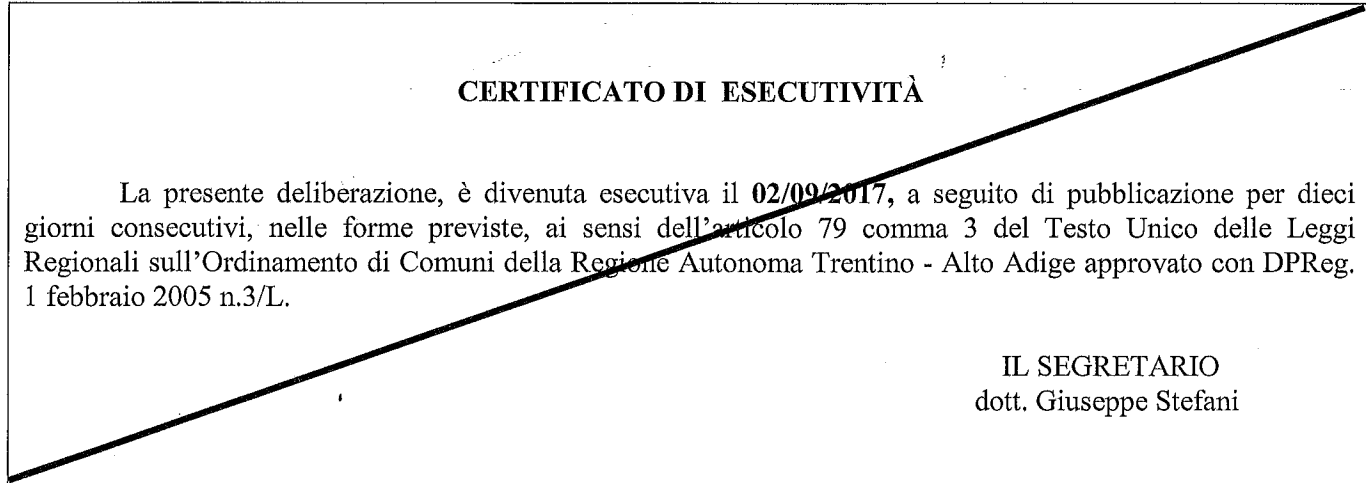 CERTIFICATO DI ESECUTIVITÀ
La presente deliberazione, è divenuta esecutiva il 02/09/2017, a seguito di pubblicazione per dieci
giorni consecutivi, nelle forme previste, ai sensi dell'articolo 79 comma 3 del Testo Unico delle Leggi
Regionali sull'Ordinamento di Comuni della Regione Autonoma Trentino - Alto Adige approvato con DPReg.
1 febbraio 2005 n.3/L.
IL SEGRETARIO
dott. Giuseppe Stefani